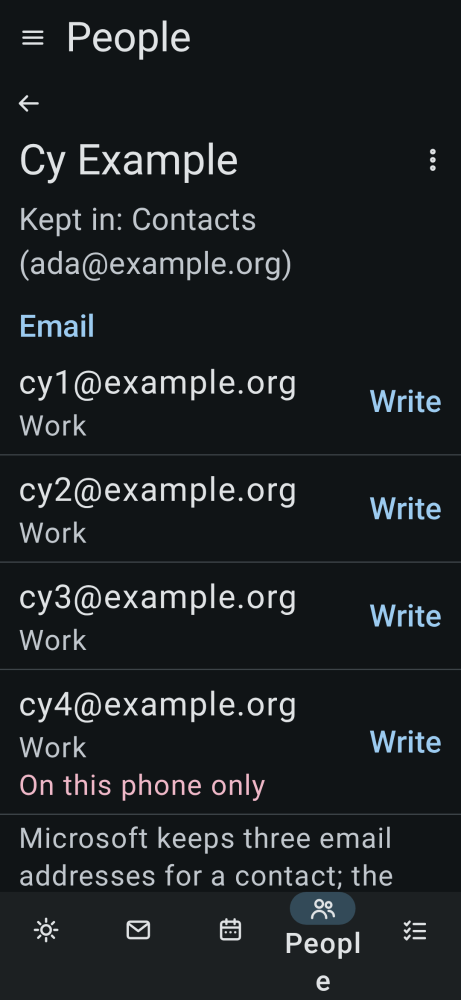 People
Cy Example
Kept in: Contacts
(ada@example.org)
Email
cy1@example.org
Work
Write
cy2@example.org
Work
Write
cy3@example.org
Work
Write
cy4@example.org
Work
On this phone only
Write
Microsoft keeps three email
addresses for a contact; the
Peopl
e